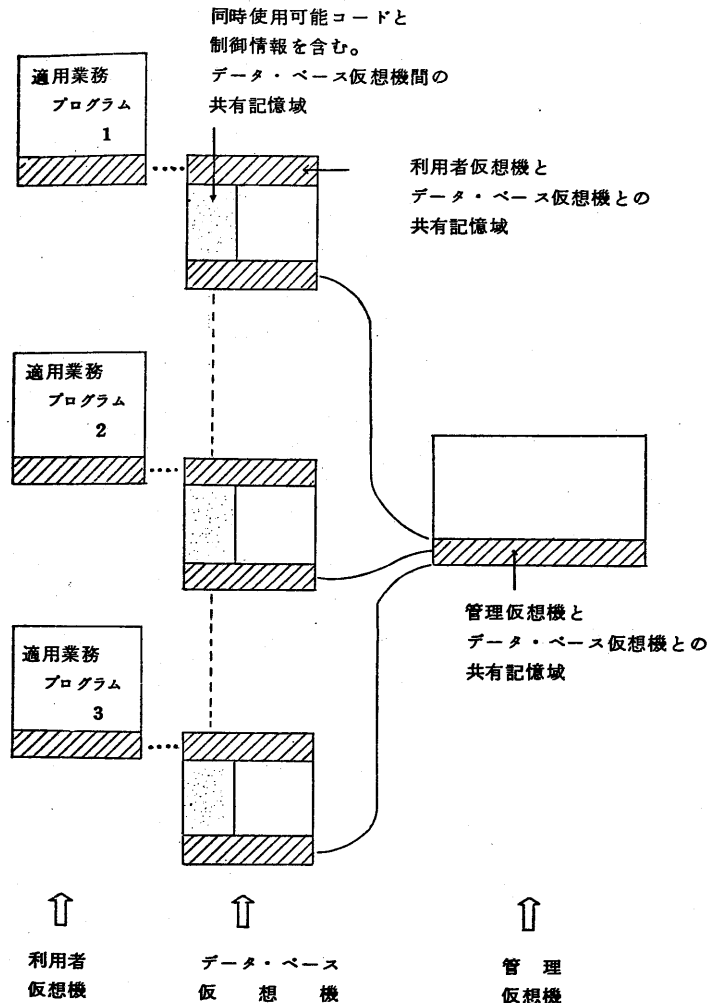 同時使用可能コードと
制御情報を含む。
データ・ベース仮想機間の
共有記憶域
適用業務
プログラム
1
利用者仮想機と
データ・ベース仮想機との
共有記憶域
適用業務
プログラム
2
管理仮想機と
データ・ベース仮想機との
共有記憶域
適用業務
プログラム
3
利用者
仮想機
データ・ベース
仮 想 機
管 理
仮想機